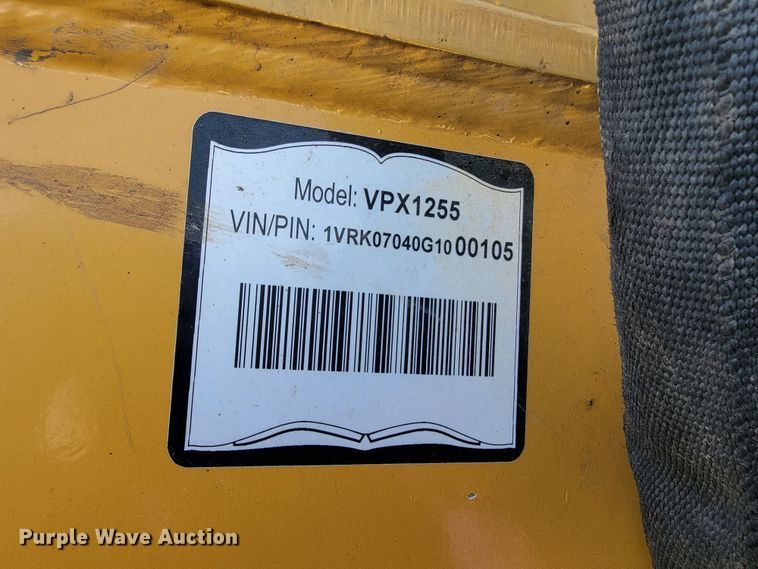 Model: VPX1255
VIN/PIN: 1VRK07040G1000105
Purple Wave Auction